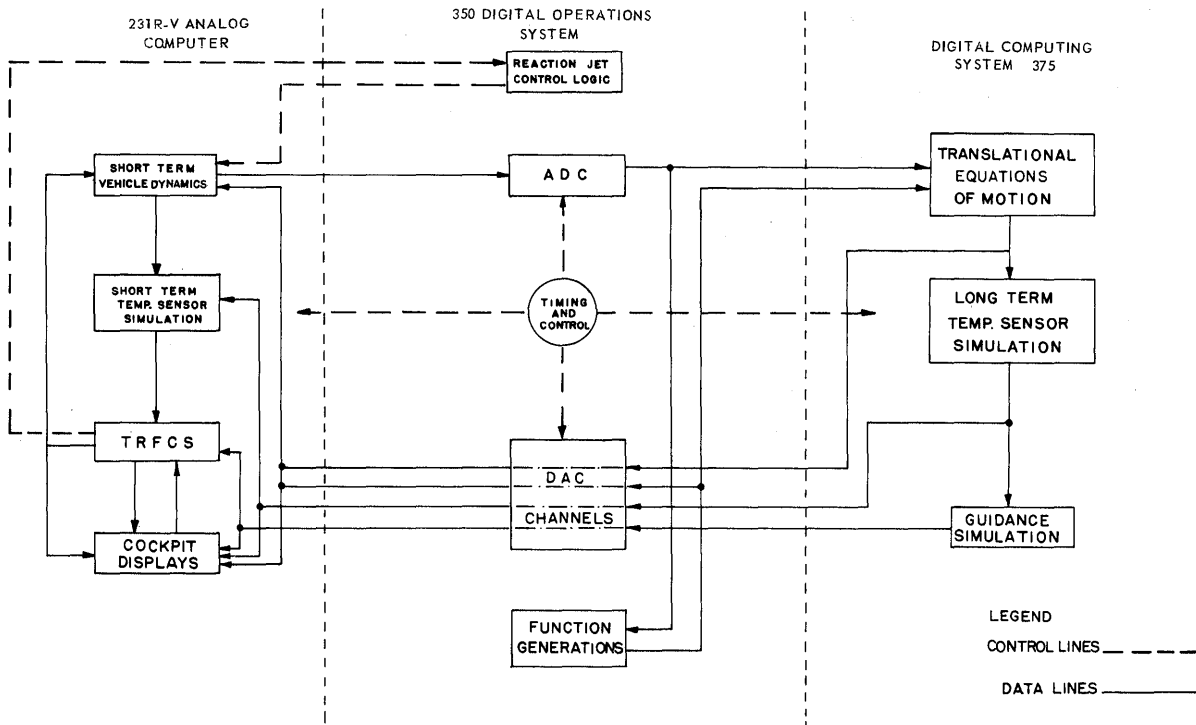 231R-V ANALOG
COMPUTER
350 DIGITAL OPERATIONS
SYSTEM
DIGITAL COMPUTING
SYSTEM 375
REACTION JET
CONTROL LOGIC
SHORT TERM
VEHICLE DYNAMICS
ADC
TRANSLATIONAL
EQUATIONS
OF MOTION
SHORT TERM
TEMP. SENSOR
SIMULATION
TIMING
AND
CONTROL
LONG TERM
TEMP. SENSOR
SIMULATION
TRFCS
DAC
CHANNELS
COCKPIT
DISPLAYS
GUIDANCE
SIMULATION
FUNCTION
GENERATIONS
LEGEND
CONTROL LINES
DATA LINES